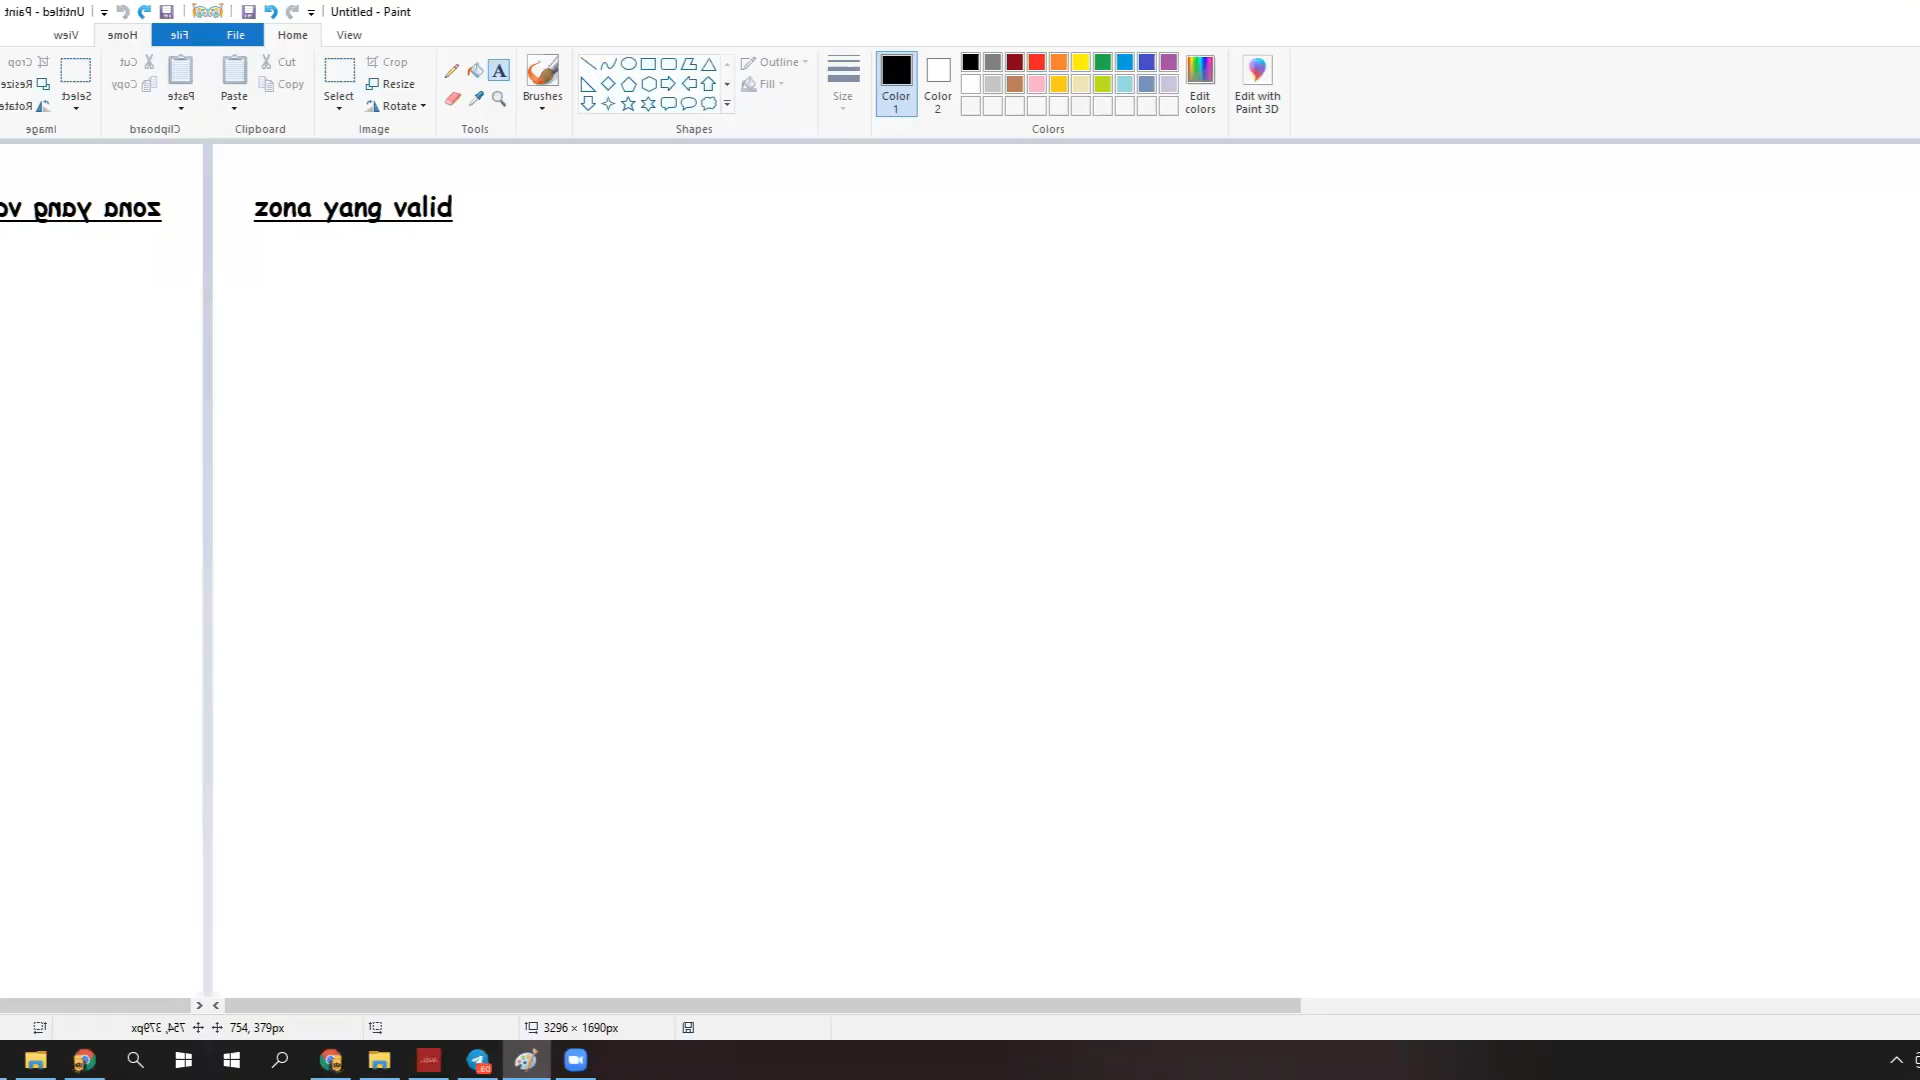 Untitled - Paint
File Home View
Cut
Copy
Paste
Clipboard
Crop
Resize
Rotate
Select
Image
Tools
Brushes
Outline
Fill
Shapes
Size
Color 1
Color 2
Edit colors
Edit with Paint 3D
Colors
zona yang valid
754, 379px
3296 × 1690px
60